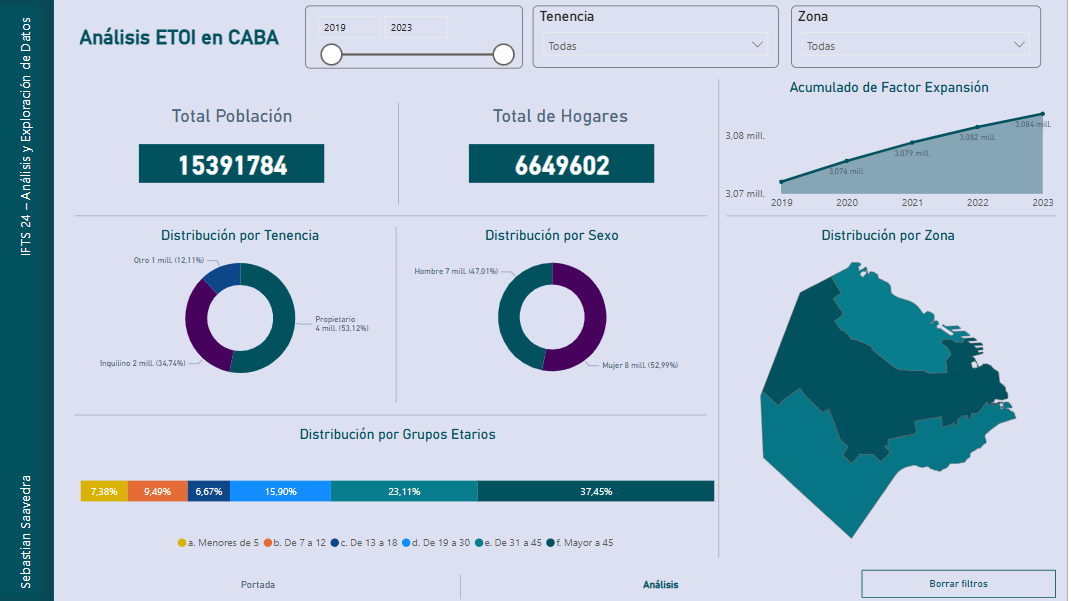 IFTS 24 – Análisis y Exploración de Datos
Sebastian Saavedra
Análisis ETOI en CABA
2019
2023
Tenencia
Todas
Zona
Todas
Total Población
15391784
Total de Hogares
6649602
Acumulado de Factor Expansión
3,08 mill.
3,07 mill.
3,076 mill.
3,079 mill.
3,082 mill.
3,084 mill.
2019
2020
2021
2022
2023
Distribución por Tenencia
Otro 1 mill. (12,11%)
Propietario
4 mill. (53,12%)
Inquilino 2 mill. (34,74%)
Distribución por Sexo
Hombre 7 mill. (47,01%)
Mujer 8 mill. (52,99%)
Distribución por Zona
Distribución por Grupos Etarios
7,38%
9,49%
6,67%
15,90%
23,11%
37,45%
a. Menores de 5
b. De 7 a 12
c. De 13 a 18
d. De 19 a 30
e. De 31 a 45
f. Mayor a 45
Portada
Análisis
Borrar filtros